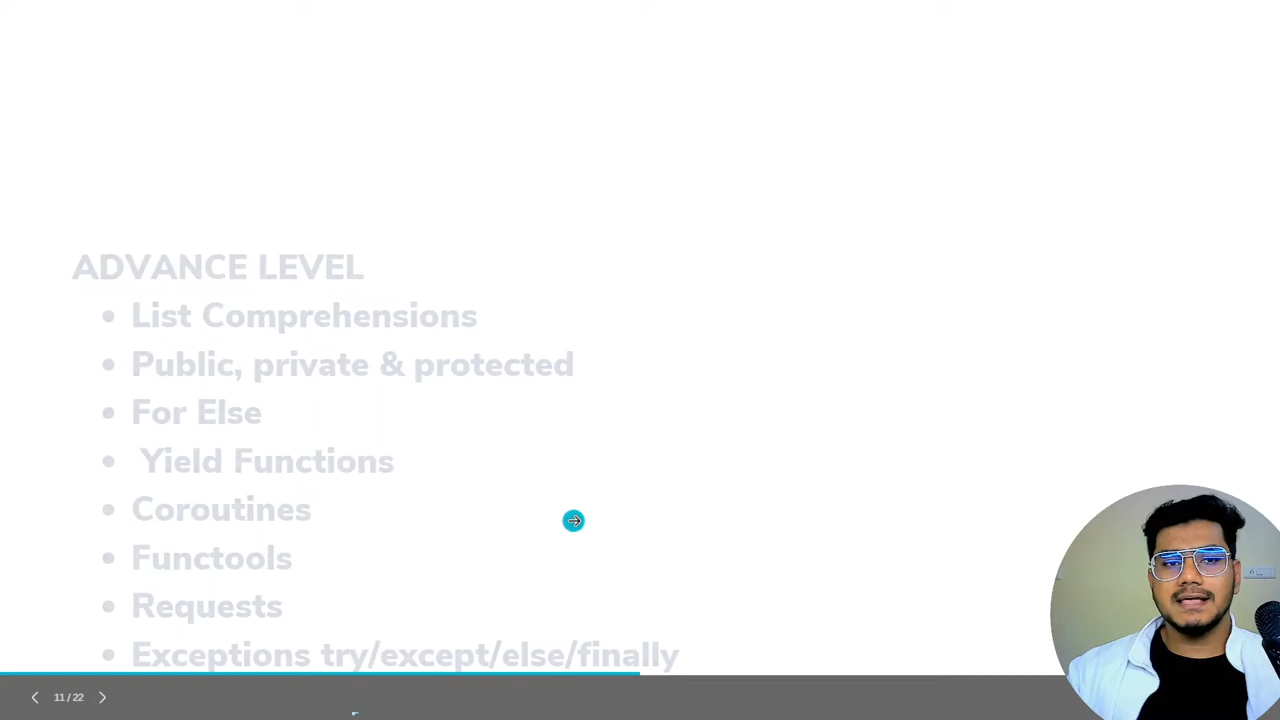 ADVANCE LEVEL
• List Comprehensions
• Public, private & protected
• For Else
• Yield Functions
• Coroutines
• Functools
• Requests
• Exceptions try/except/else/finally
11 / 22